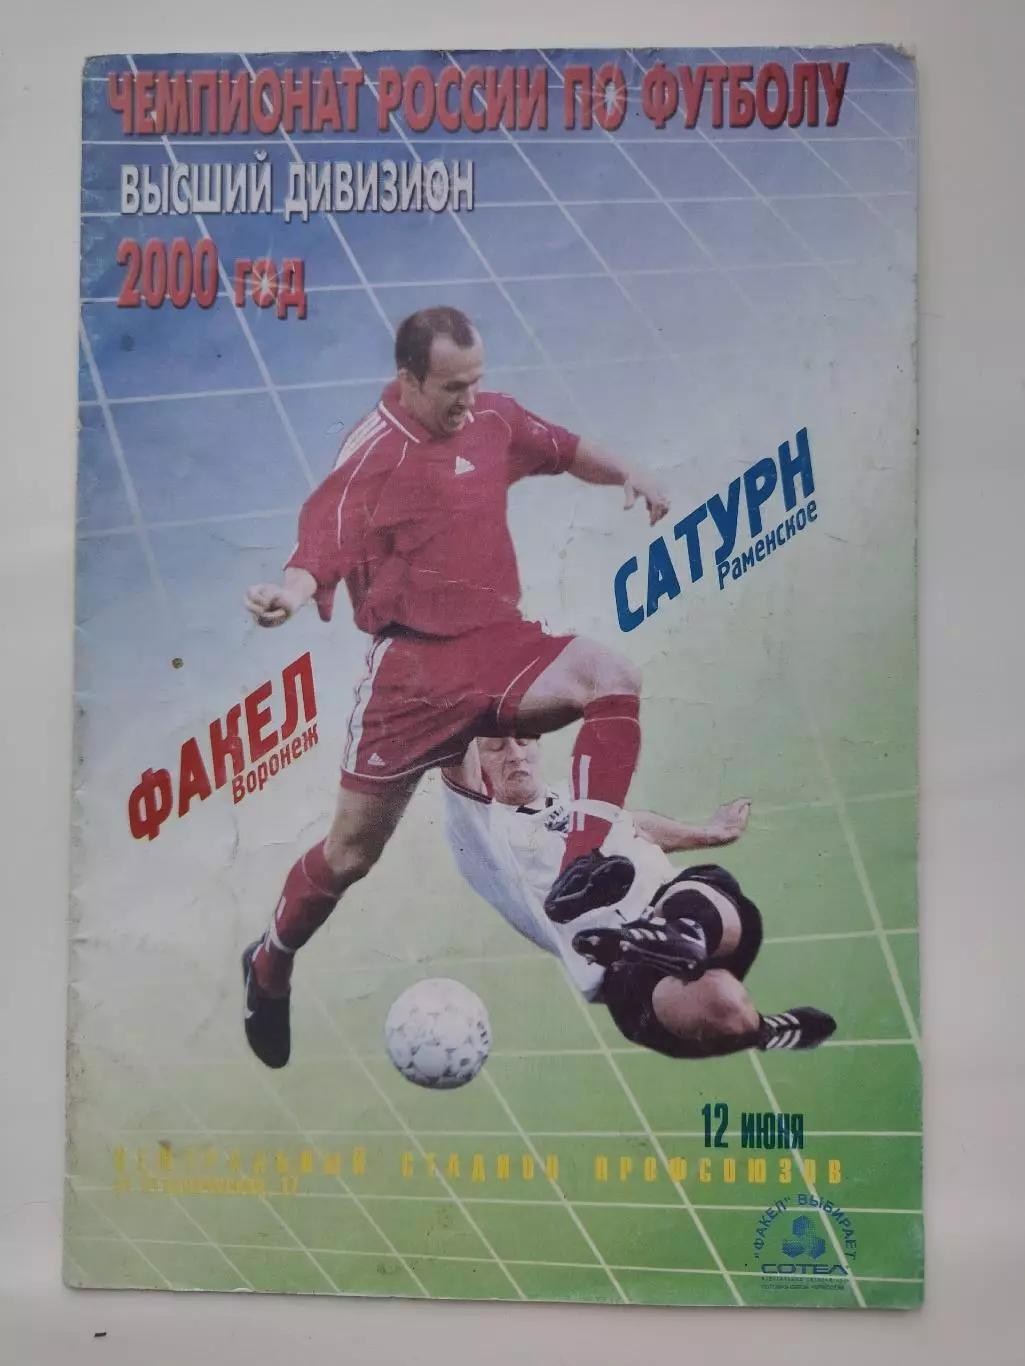 ЧЕМПИОНАТ РОССИИ ПО ФУТБОЛУ
ВЫСШИЙ ДИВИЗИОН
2000 год
САТУРН
Раменское
ФАКЕЛ
Воронеж
12 ИЮНЯ
ЦЕНТРАЛЬНЫЙ СТАДИОН ПРОФСОЮЗОВ
17
"ФАКЕЛ" ВЫБИРАЕТ
СОТЕЛ